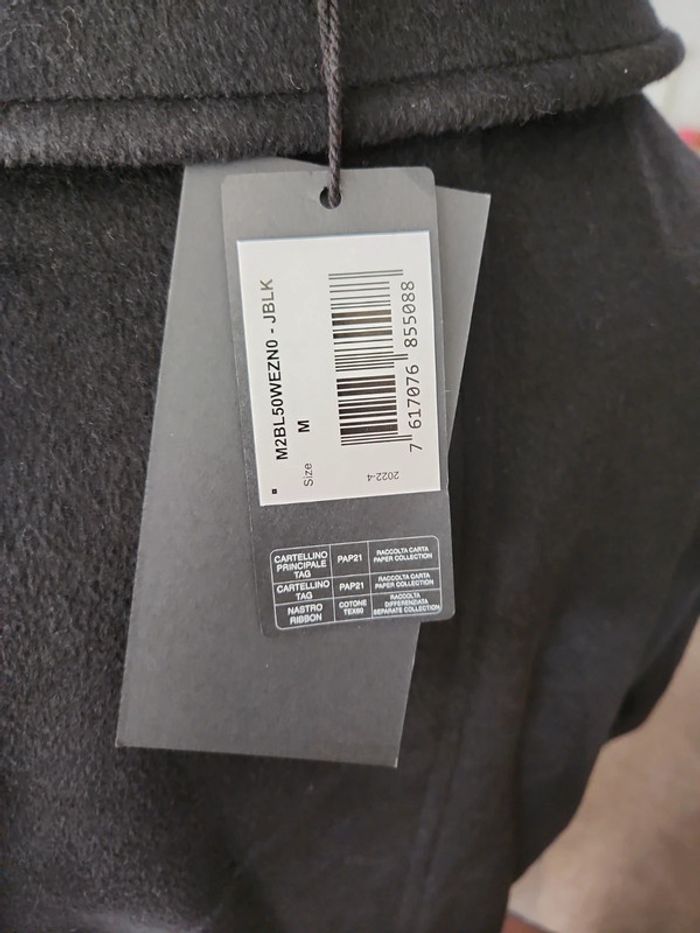 M2BL50WEZN0 - JBLK
Size M
7 617076 855088
2022-4
CARTELLINO
PRINCIPALE
TAG
PAP21
RACCOLTA CARTA
PAPER COLLECTION
CARTELLINO
TAG
PAP21
RACCOLTA CARTA
PAPER COLLECTION
NASTRO
RIBBON
COTONE
TEX60
RACCOLTA
DIFFERENZIATA
SEPARATE COLLECTION